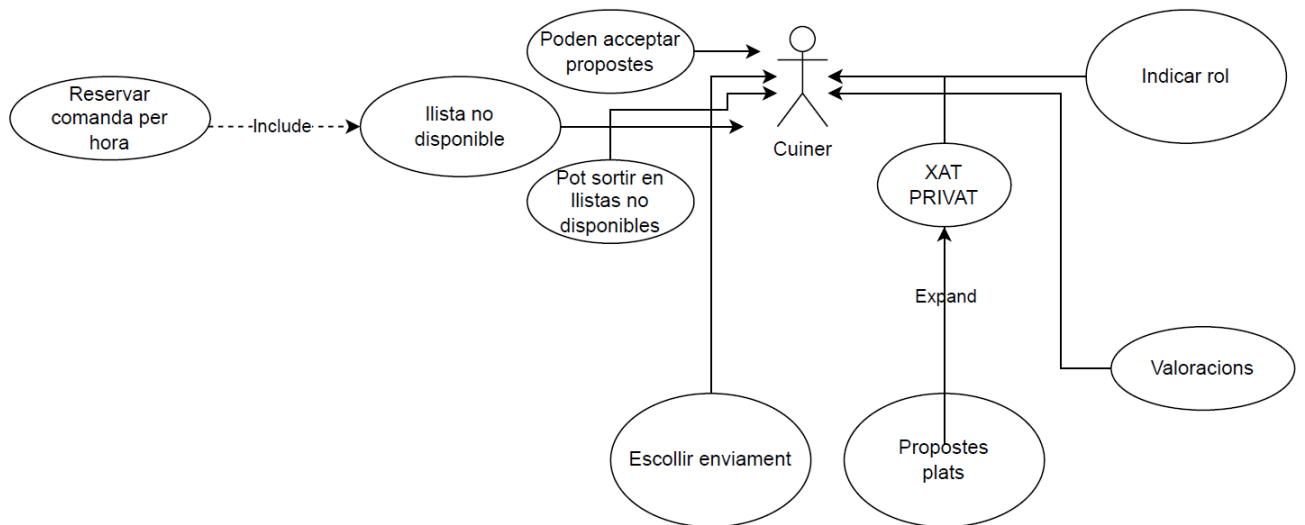 Poden acceptar
propostes
Indicar rol
Reservar
comanda per
hora
Include
llista no
disponible
Cuiner
Pot sortir en
llistas no
disponibles
XAT
PRIVAT
Expand
Valoracions
Escollir enviament
Propostes
plats